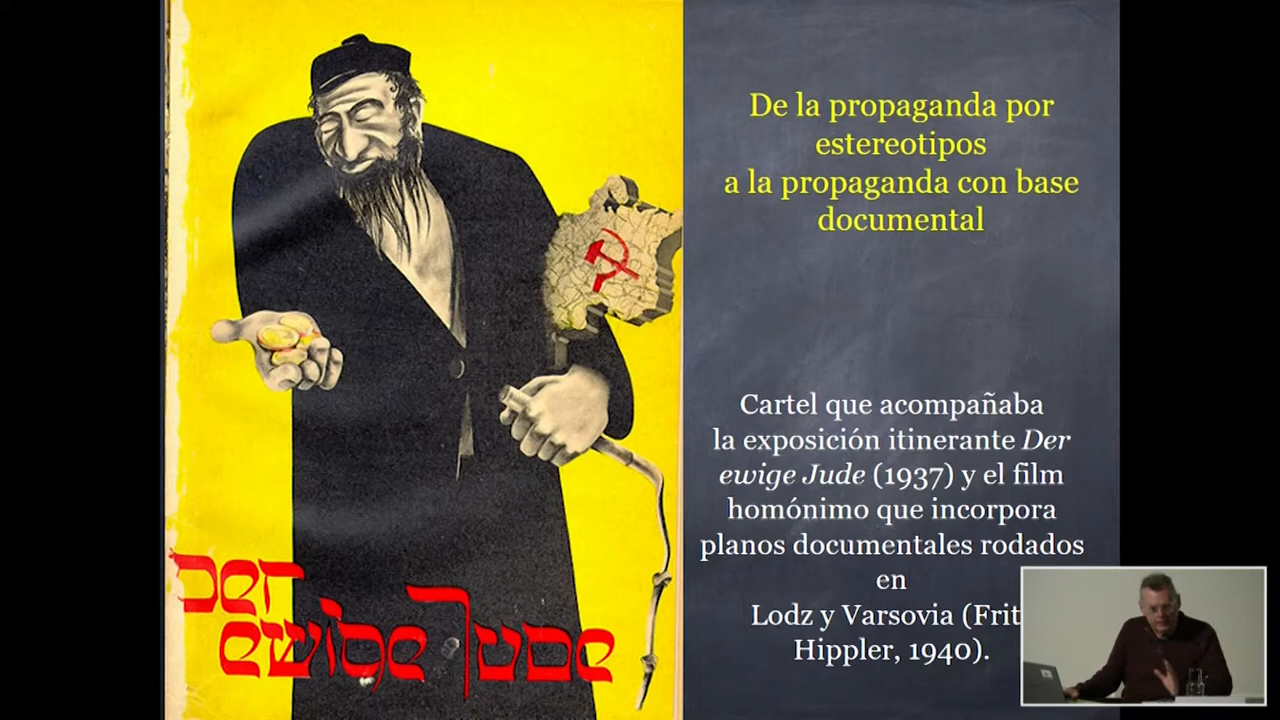 Der
ewige Jude
De la propaganda por
estereotipos
a la propaganda con base
documental
Cartel que acompañaba
la exposición itinerante Der
ewige Jude (1937) y el film
homónimo que incorpora
planos documentales rodados
en
Lodz y Varsovia
Hippler, 1940).